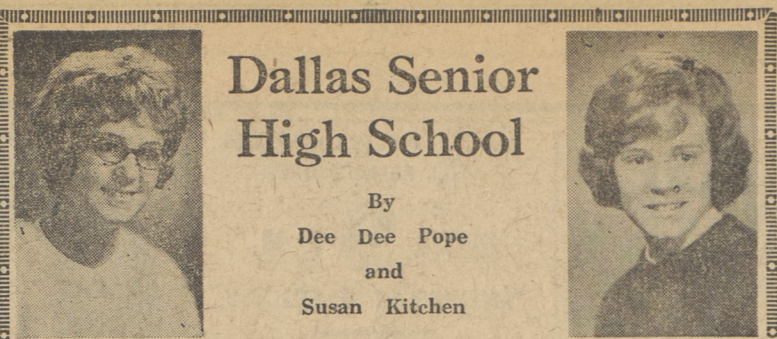 Dallas Senior
High School
By
Dee Dee Pope
and
Susan Kitchen